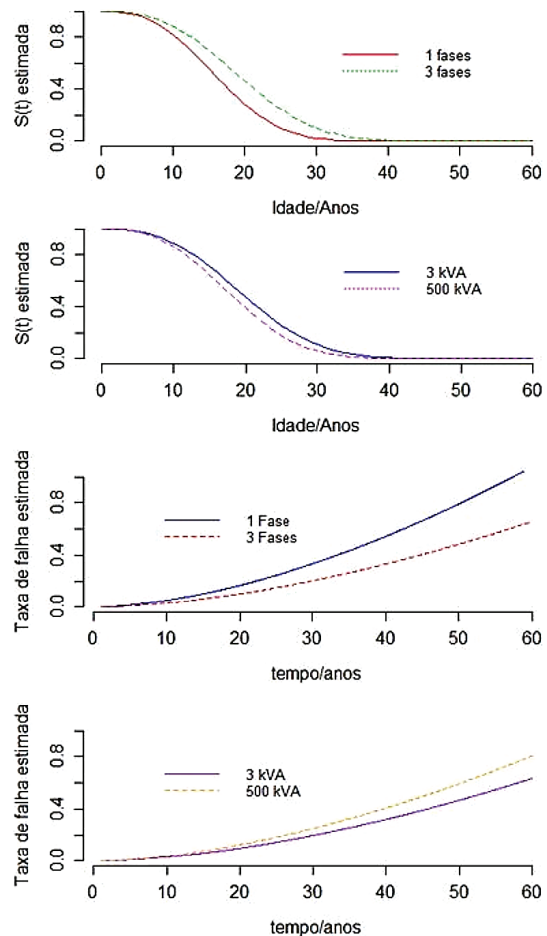 S(t) estimada
0.0
0.4
0.8
1 fases
3 fases
0 10 20 30 40 50 60
Idade/Anos
S(t) estimada
0.0
0.4
0.8
3 kVA
500 kVA
0 10 20 30 40 50 60
Idade/Anos
Taxa de falha estimada
0.0
0.4
0.8
1 Fase
3 Fases
0 10 20 30 40 50 60
tempo/anos
Taxa de falha estimada
0.0
0.4
0.8
3 kVA
500 kVA
0 10 20 30 40 50 60
tempo/anos